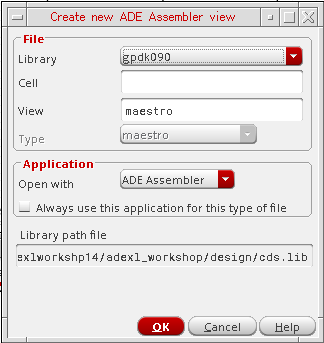 Create new ADE Assembler view
File
Library gpdk090
Cell
View maestro
Type maestro
Application
Open with ADE Assembler
Always use this application for this type of file
Library path file
exlworkshp14/adexl_workshop/design/cds.lib
OK Cancel Help